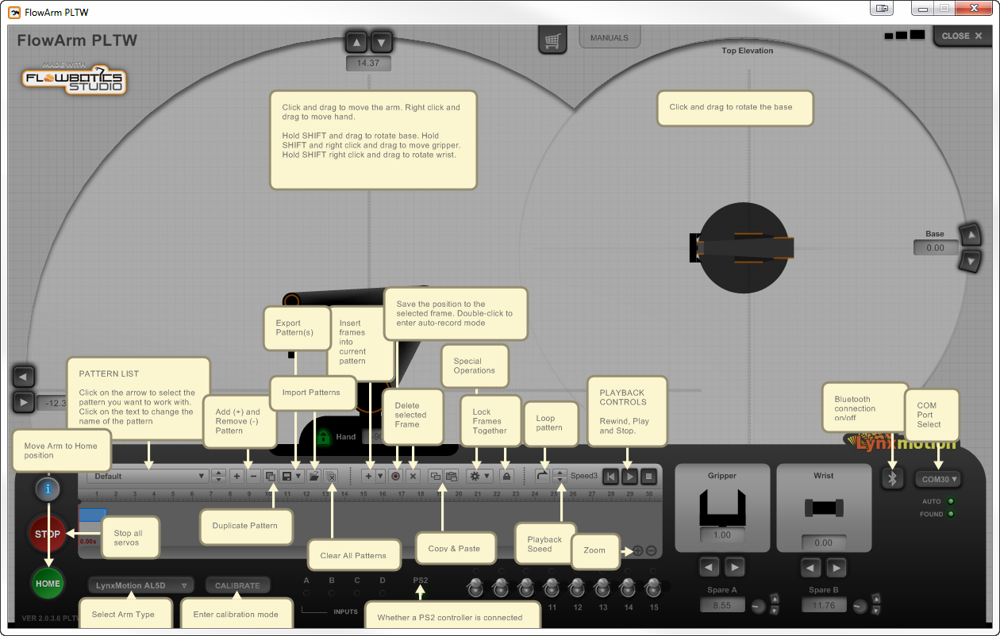 FlowArm PLTW
FlowArm PLTW
MADE WITH
FLOWBOTICS
STUDIO
14.37
MANUALS
CLOSE X
Top Elevation
Click and drag to move the arm. Right click and
drag to move hand.
Hold SHIFT and drag to rotate base. Hold
SHIFT and right click and drag to move gripper.
Hold SHIFT right click and drag to rotate wrist.
Click and drag to rotate the base
Base
0.00
Save the position to the
selected frame. Double-click to
enter auto-record mode
Export
Pattern(s)
Insert
frames
into
current
pattern
Special
Operations
PATTERN LIST
Click on the arrow to select the
pattern you want to work with.
Click on the text to change the
name of the pattern
-12.3
Import Patterns
Add (+) and
Remove (-)
Pattern
Delete
selected
Frame
Lock
Frames
Together
Loop
pattern
PLAYBACK
CONTROLS
Rewind, Play
and Stop.
Bluetooth
connection
on/off
COM
Port
Select
Lynxmotion
Move Arm to Home
position
Hand
-90
Default
Speed3
1 2 3 4 5 6 7 8 9 10 11 12 13 14 15 16 17 18 19 20 21 22 23 24 25 26 27 28 29 30
Gripper
Wrist
COM30
AUTO
FOUND
STOP
0.00s
Stop all
servos
Duplicate Pattern
Clear All Patterns
Copy & Paste
Playback
Speed
Zoom
1.00
0.00
HOME
LynxMotion AL5D
CALIBRATE
A B C D
INPUTS
PS2
11 12 13 14 15
Spare A
8.55
Spare B
11.76
VER 2.0.3.6 PLTW
Select Arm Type
Enter calibration mode
Whether a PS2 controller is connected